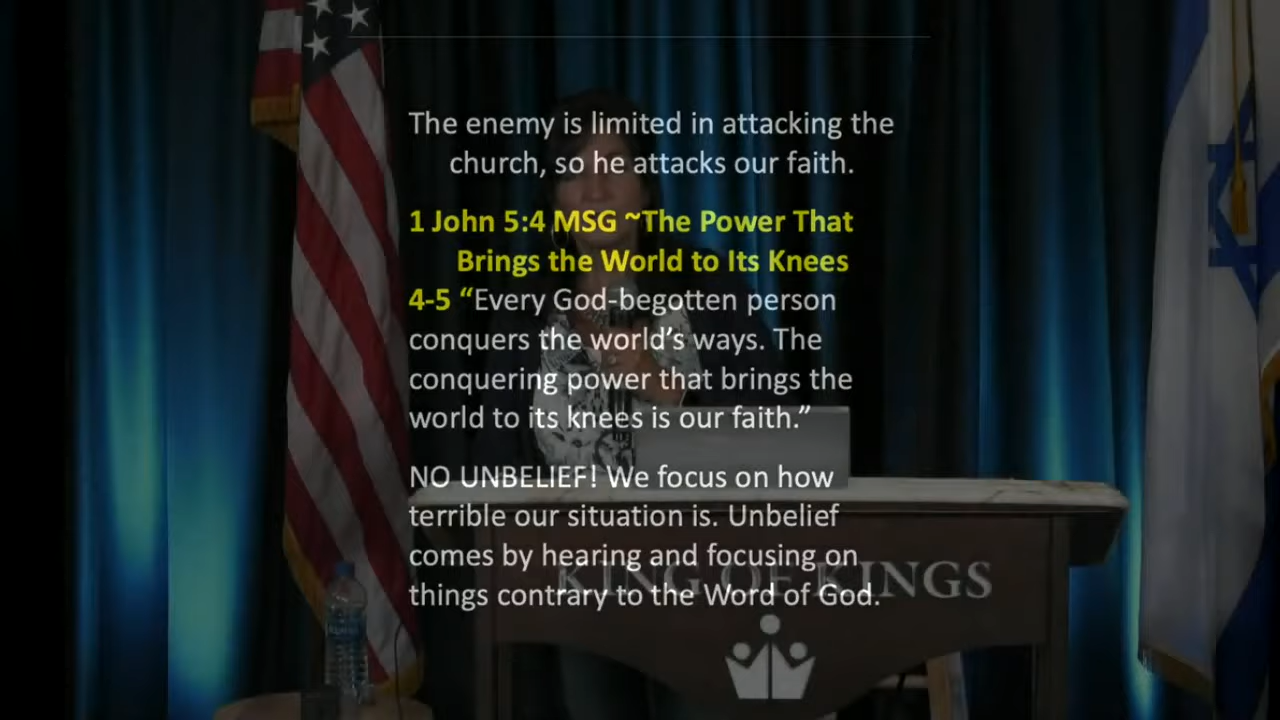 The enemy is limited in attacking the
church, so he attacks our faith.
1 John 5:4 MSG ~The Power That
Brings the World to Its Knees
4-5 “Every God-begotten person
conquers the world’s ways. The
conquering power that brings the
world to its knees is our faith.”
NO UNBELIEF! We focus on how
terrible our situation is. Unbelief
comes by hearing and focusing on
things contrary to the Word of God.
KING OF KINGS